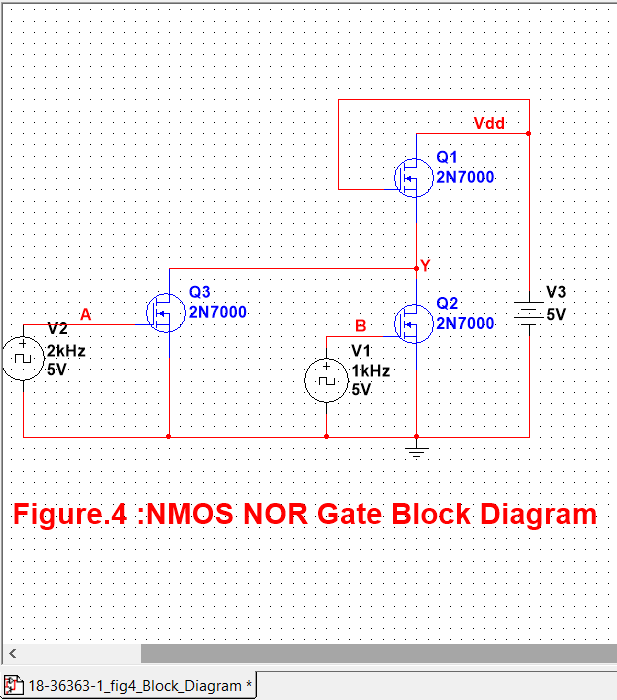 Vdd
Q1
2N7000
Y
Q3
2N7000
Q2
2N7000
V3
5V
A
V2
2kHz
5V
B
V1
1kHz
5V
Figure.4 :NMOS NOR Gate Block Diagram
18-36363-1_fig4_Block_Diagram *